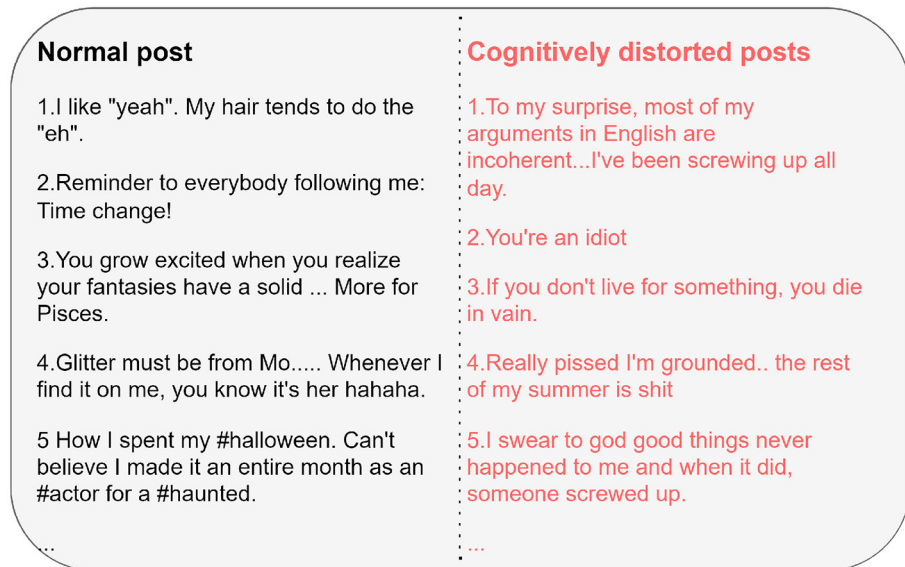 Normal post
1.I like "yeah". My hair tends to do the
"eh".
2.Reminder to everybody following me:
Time change!
3.You grow excited when you realize
your fantasies have a solid ... More for
Pisces.
4.Glitter must be from Mo..... Whenever I
find it on me, you know it's her hahaha.
5 How I spent my #halloween. Can't
believe I made it an entire month as an
#actor for a #haunted.
...
Cognitively distorted posts
1.To my surprise, most of my
arguments in English are
incoherent...I've been screwing up all
day.
2.You're an idiot
3.If you don't live for something, you die
in vain.
4.Really pissed I'm grounded.. the rest
of my summer is shit
5.I swear to god good things never
happened to me and when it did,
someone screwed up.
...